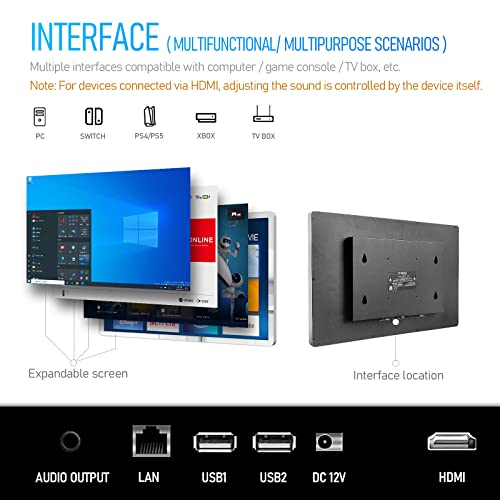 INTERFACE ( MULTIFUNCTIONAL/ MULTIPURPOSE SCENARIOS )
Multiple interfaces compatible with computer / game console / TV box, etc.
Note: For devices connected via HDMI, adjusting the sound is controlled by the device itself.
PC SWITCH PS4/PS5 XBOX TV BOX
ONLINE
Expandable screen
Interface location
AUDIO OUTPUT LAN USB1 USB2 DC 12V HDMI